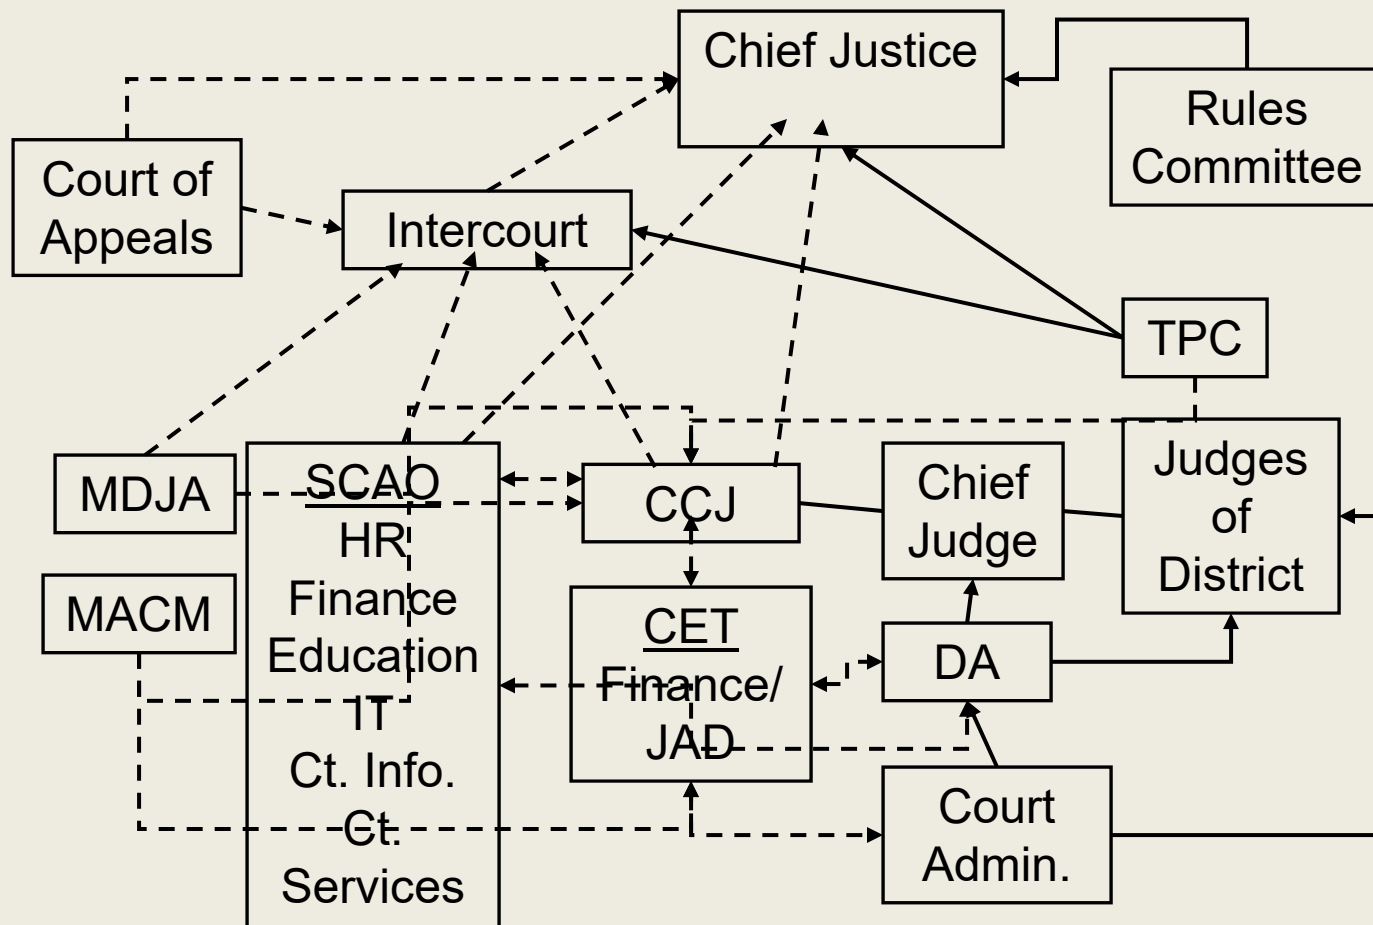 Chief Justice
Rules
Committee
Court of
Appeals
Intercourt
TPC
MDJA
SCAO
HR
Finance
Education
IT
Ct. Info.
Ct.
Services
CCJ
Chief
Judge
Judges
of
District
MACM
CET
Finance/
JAD
DA
Court
Admin.